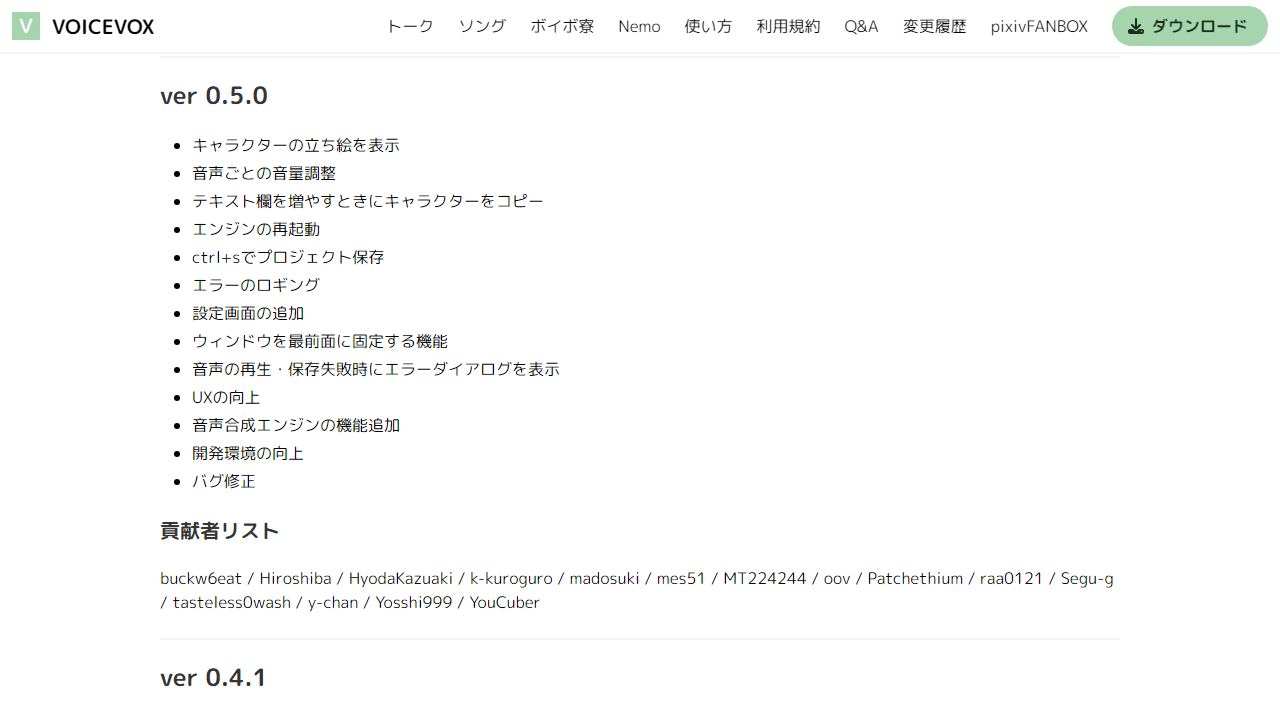 VOICEVOX トーク ソング ボイボ寮 Nemo 使い方 利用規約 Q&A 変更履歴 pixivFANBOX ダウンロード
ver 0.5.0
キャラクターの立ち絵を表示
音声ごとの音量調整
テキスト欄を増やすときにキャラクターをコピー
エンジンの再起動
ctrl+sでプロジェクト保存
エラーのロギング
設定画面の追加
ウィンドウを最前面に固定する機能
音声の再生・保存失敗時にエラーダイアログを表示
UXの向上
音声合成エンジンの機能追加
開発環境の向上
バグ修正
貢献者リスト
buckw6eat / Hiroshiba / HyodaKazuaki / k-kuroguro / madosuki / mes51 / MT224244 / oov / Patchethium / raa0121 / Segu-g
/ tasteless0wash / y-chan / Yosshi999 / YouCuber
ver 0.4.1